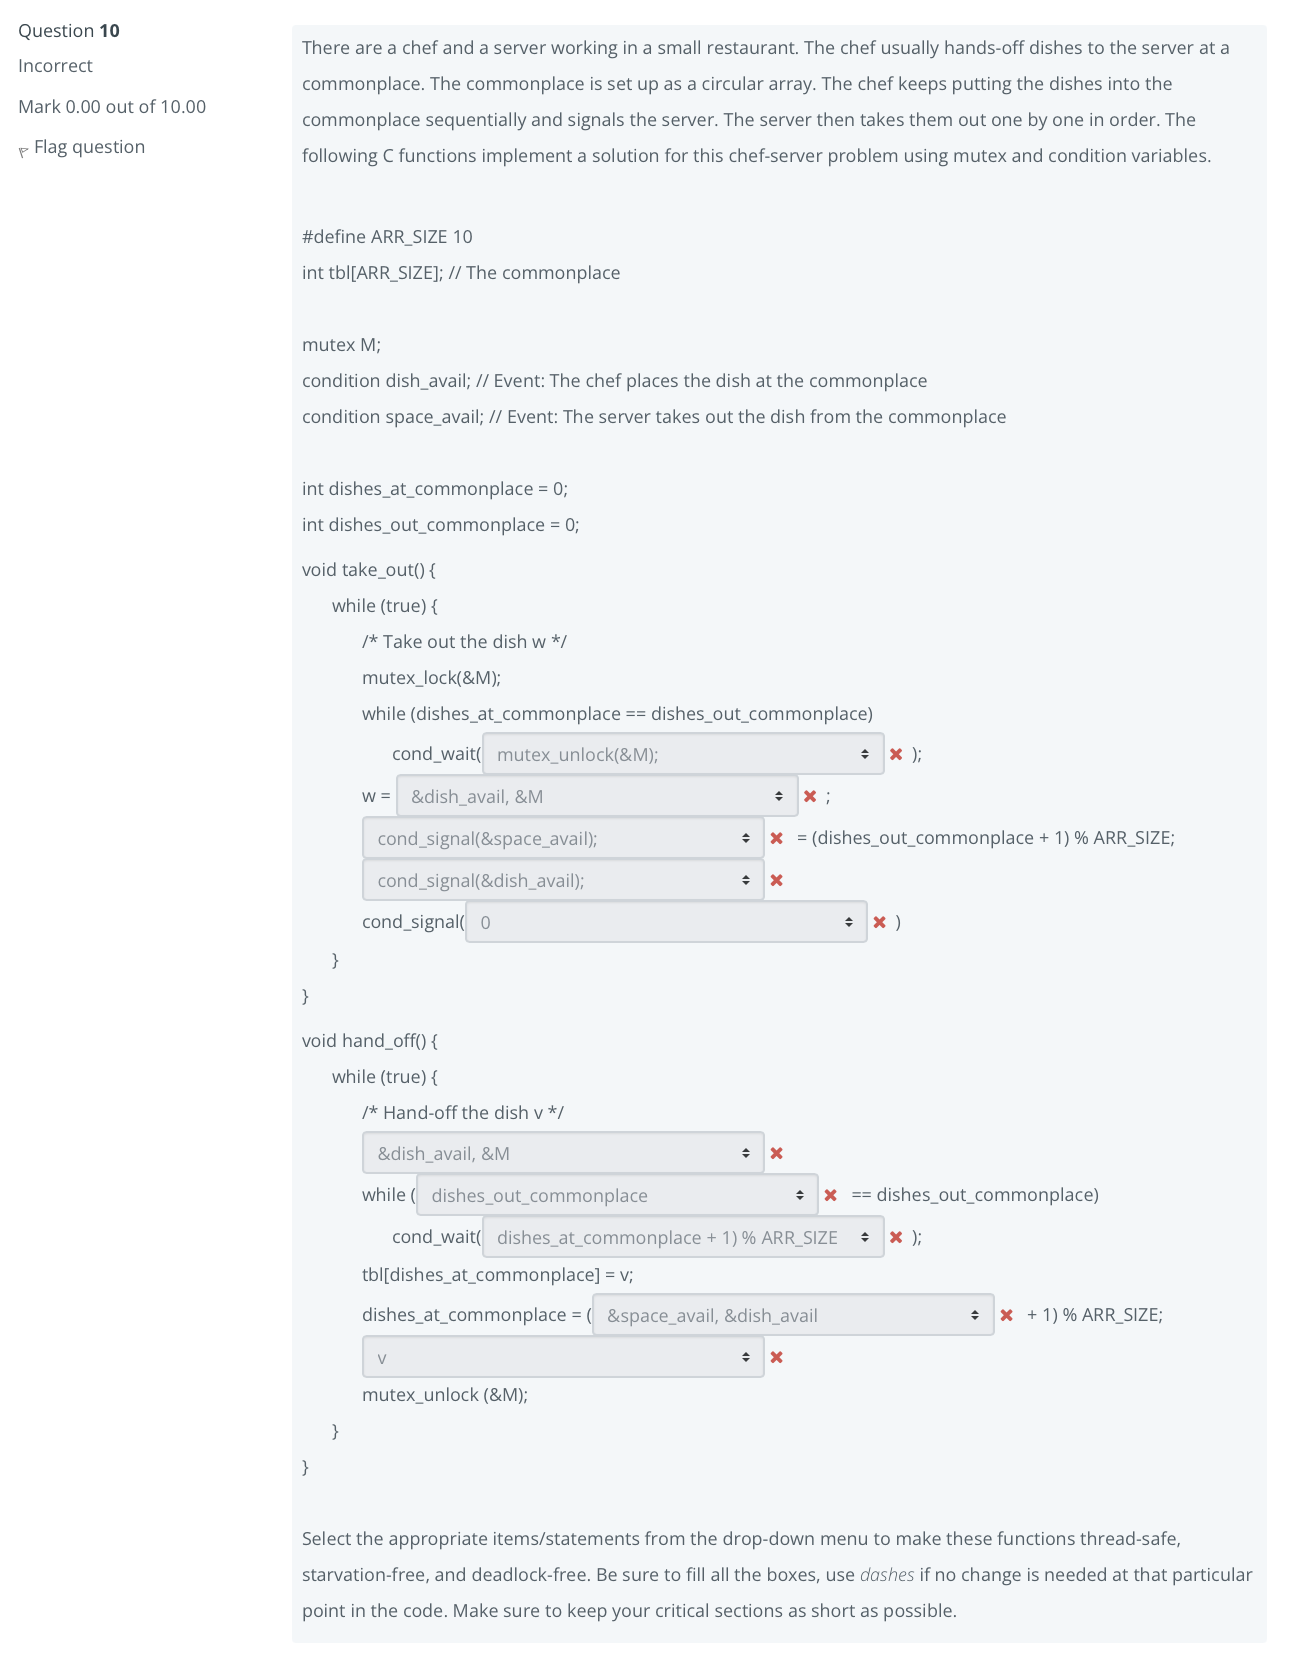 Question 10
Incorrect
Mark 0.00 out of 10.00
Flag question
There are a chef and a server working in a small restaurant. The chef usually hands-off dishes to the server at a
commonplace. The commonplace is set up as a circular array. The chef keeps putting the dishes into the
commonplace sequentially and signals the server. The server then takes them out one by one in order. The
following C functions implement a solution for this chef-server problem using mutex and condition variables.
#define ARR_SIZE 10
int tbl[ARR_SIZE]; // The commonplace
mutex M;
condition dish_avail; // Event: The chef places the dish at the commonplace
condition space_avail; // Event: The server takes out the dish from the commonplace
int dishes_at_commonplace = 0;
int dishes_out_commonplace = 0;
void take_out() {
while (true) {
/* Take out the dish w */
mutex_lock(&M);
while (dishes_at_commonplace == dishes_out_commonplace)
cond_wait( mutex_unlock(&M); );
w = &dish_avail, &M ;
cond_signal(&space_avail); = (dishes_out_commonplace + 1) % ARR_SIZE;
cond_signal(&dish_avail);
cond_signal( 0 )
}
}
void hand_off() {
while (true) {
/* Hand-off the dish v */
&dish_avail, &M
while ( dishes_out_commonplace == dishes_out_commonplace)
cond_wait( dishes_at_commonplace + 1) % ARR_SIZE );
tbl[dishes_at_commonplace] = v;
dishes_at_commonplace = ( &space_avail, &dish_avail + 1) % ARR_SIZE;
v
mutex_unlock (&M);
}
}
Select the appropriate items/statements from the drop-down menu to make these functions thread-safe,
starvation-free, and deadlock-free. Be sure to fill all the boxes, use dashes if no change is needed at that particular
point in the code. Make sure to keep your critical sections as short as possible.